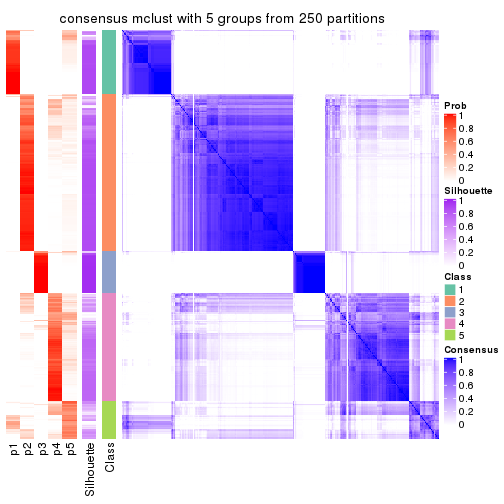 consensus mclust with 5 groups from 250 partitions
Prob
1
0.8
0.6
0.4
0.2
0
Silhouette
1
0.8
0.6
0.4
0.2
0
Class
1
2
3
4
5
Consensus
1
0.8
0.6
0.4
0.2
0
p1
p2
p3
p4
p5
Silhouette
Class